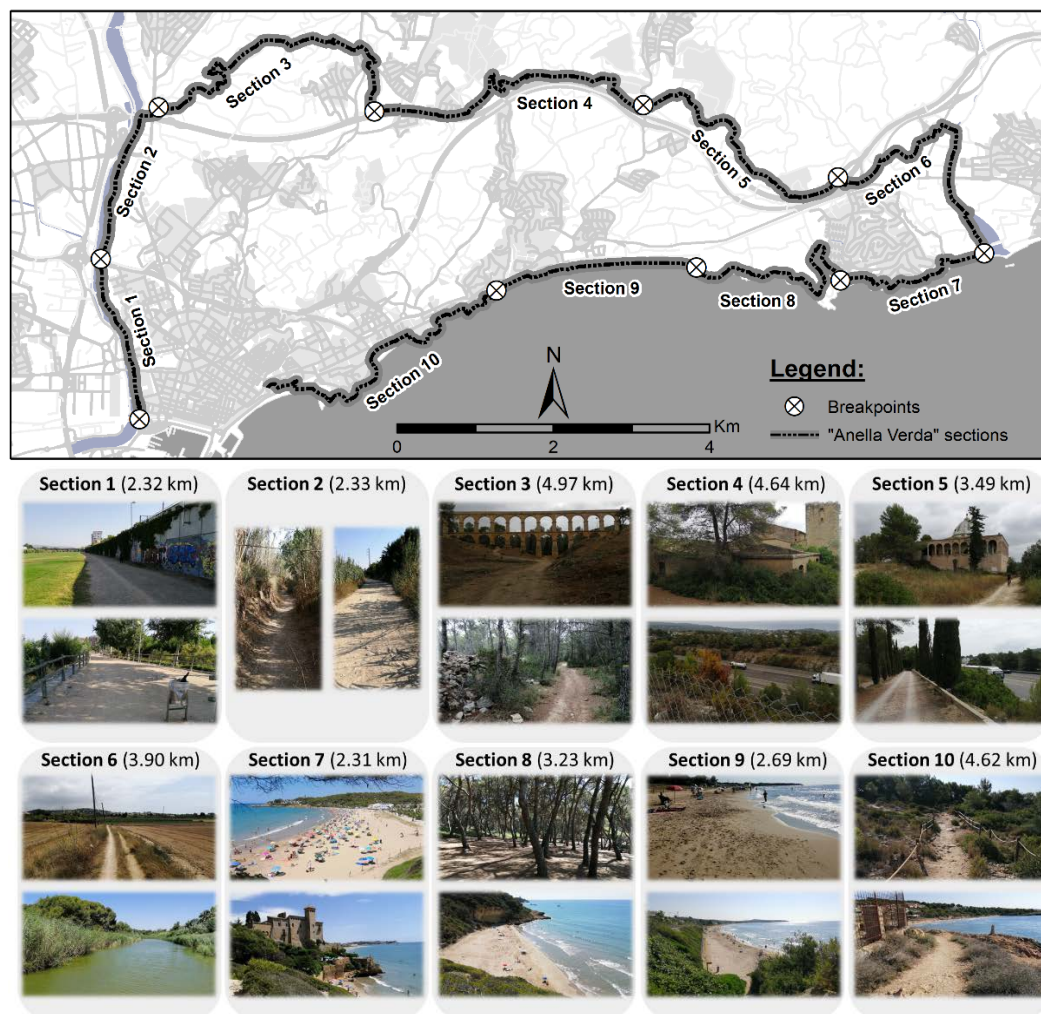 Section 3
Section 4
Section 2
Section 5
Section 6
Section 1
Section 9
Section 8
Section 7
Section 10
N
Km
0 2 4
Legend:
Breakpoints
"Anella Verda" sections
Section 1 (2.32 km)
Section 2 (2.33 km)
Section 3 (4.97 km)
Section 4 (4.64 km)
Section 5 (3.49 km)
Section 6 (3.90 km)
Section 7 (2.31 km)
Section 8 (3.23 km)
Section 9 (2.69 km)
Section 10 (4.62 km)